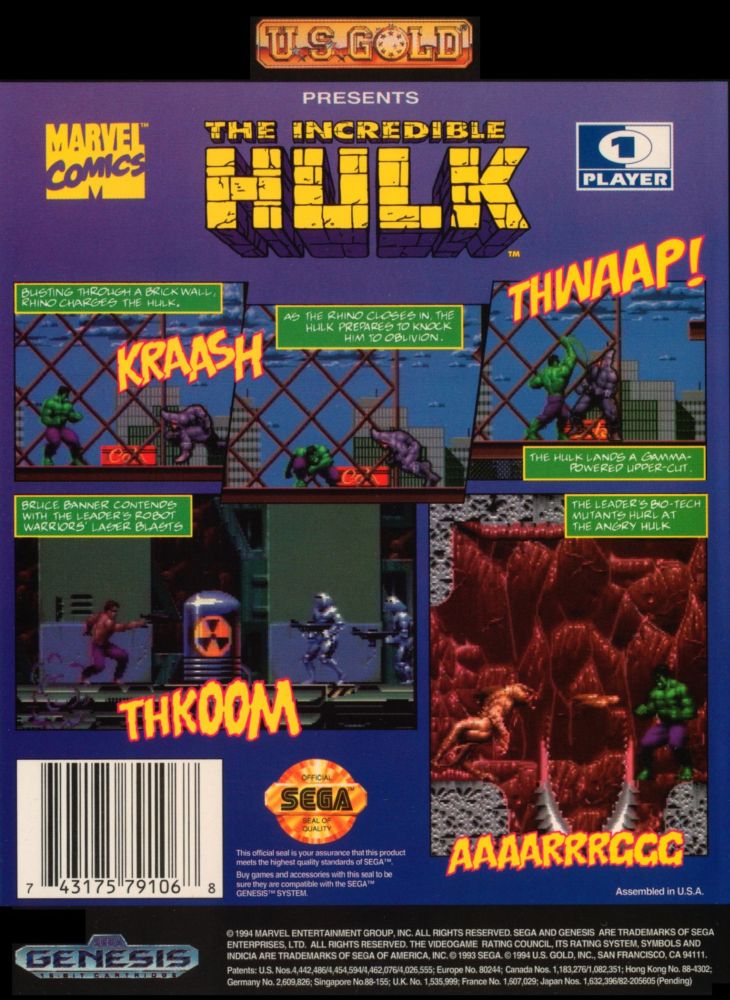 U.S. GOLD
PRESENTS
MARVEL™
COMICS
M
THE INCREDIBLE
HULK™
1
PLAYER
BUSTING THROUGH A BRICK WALL,
RHINO CHARGES THE HULK.
KRAASH
AS THE RHINO CLOSES IN, THE
HULK PREPARES TO KNOCK
HIM TO OBLIVION.
THWAAP!
THE HULK LANDS A GAMMA-
POWERED UPPER-CUT.
BRUCE BANNER CONTENDS
WITH THE LEADER'S ROBOT
WARRIORS' LASER BLASTS
THKOOM
THE LEADER'S BIO-TECH
MUTANTS HURL AT
THE ANGRY HULK
AAAARRRGGG
7 43175 79106 8
OFFICIAL
SEGA™
SEAL OF
QUALITY
This official seal is your assurance that this product
meets the highest quality standards of SEGA™.
Buy games and accessories with this seal to be
sure they are compatible with the SEGA™
GENESIS™ SYSTEM.
Assembled in U.S.A.
SEGA
GENESIS
16-BIT CARTRIDGE
© 1994 MARVEL ENTERTAINMENT GROUP, INC. ALL RIGHTS RESERVED. SEGA AND GENESIS ARE TRADEMARKS OF SEGA
ENTERPRISES, LTD. ALL RIGHTS RESERVED. THE VIDEOGAME RATING COUNCIL, ITS RATING SYSTEM, SYMBOLS AND
INDICIA ARE TRADEMARKS OF SEGA OF AMERICA, INC. © 1993 SEGA. © 1994 U.S. GOLD, INC., SAN FRANCISCO, CA 94111.
Patents: U.S. Nos. 4,442,486/4,454,594/4,462,076/4,026,555; Europe No. 80244; Canada Nos. 1,183,276/1,082,351; Hong Kong No. 88-4302;
Germany No. 2,609,826; Singapore No.88-155; U.K. No. 1,535,999; France No. 1,607,029; Japan Nos. 1,632,396/82-205605 (Pending)